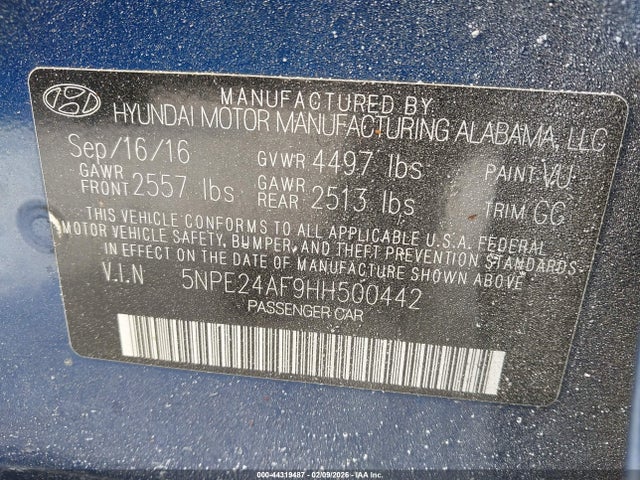 MANUFACTURED BY
HYUNDAI MOTOR MANUFACTURING ALABAMA, LLC
Sep/16/16 GVWR 4497 lbs PAINT VU
GAWR FRONT 2557 lbs GAWR REAR 2513 lbs TRIM GG
THIS VEHICLE CONFORMS TO ALL APPLICABLE U.S.A. FEDERAL
MOTOR VEHICLE SAFETY, BUMPER, AND THEFT PREVENTION
STANDARDS IN EFFECT ON THE DATE OF MANUFACTURE SHOWN ABOVE
V.I.N 5NPE24AF9HH500442
PASSENGER CAR
000-44319487 - 02/09/2026 - IAA Inc.